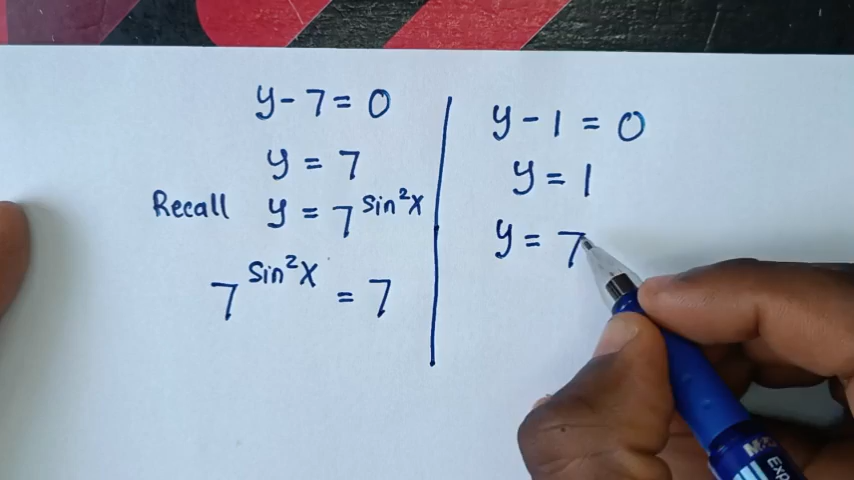 y - 7 = 0
y = 7
Recall y = 7^sin²x
7^sin²x = 7
y - 1 = 0
y = 1
y = 7